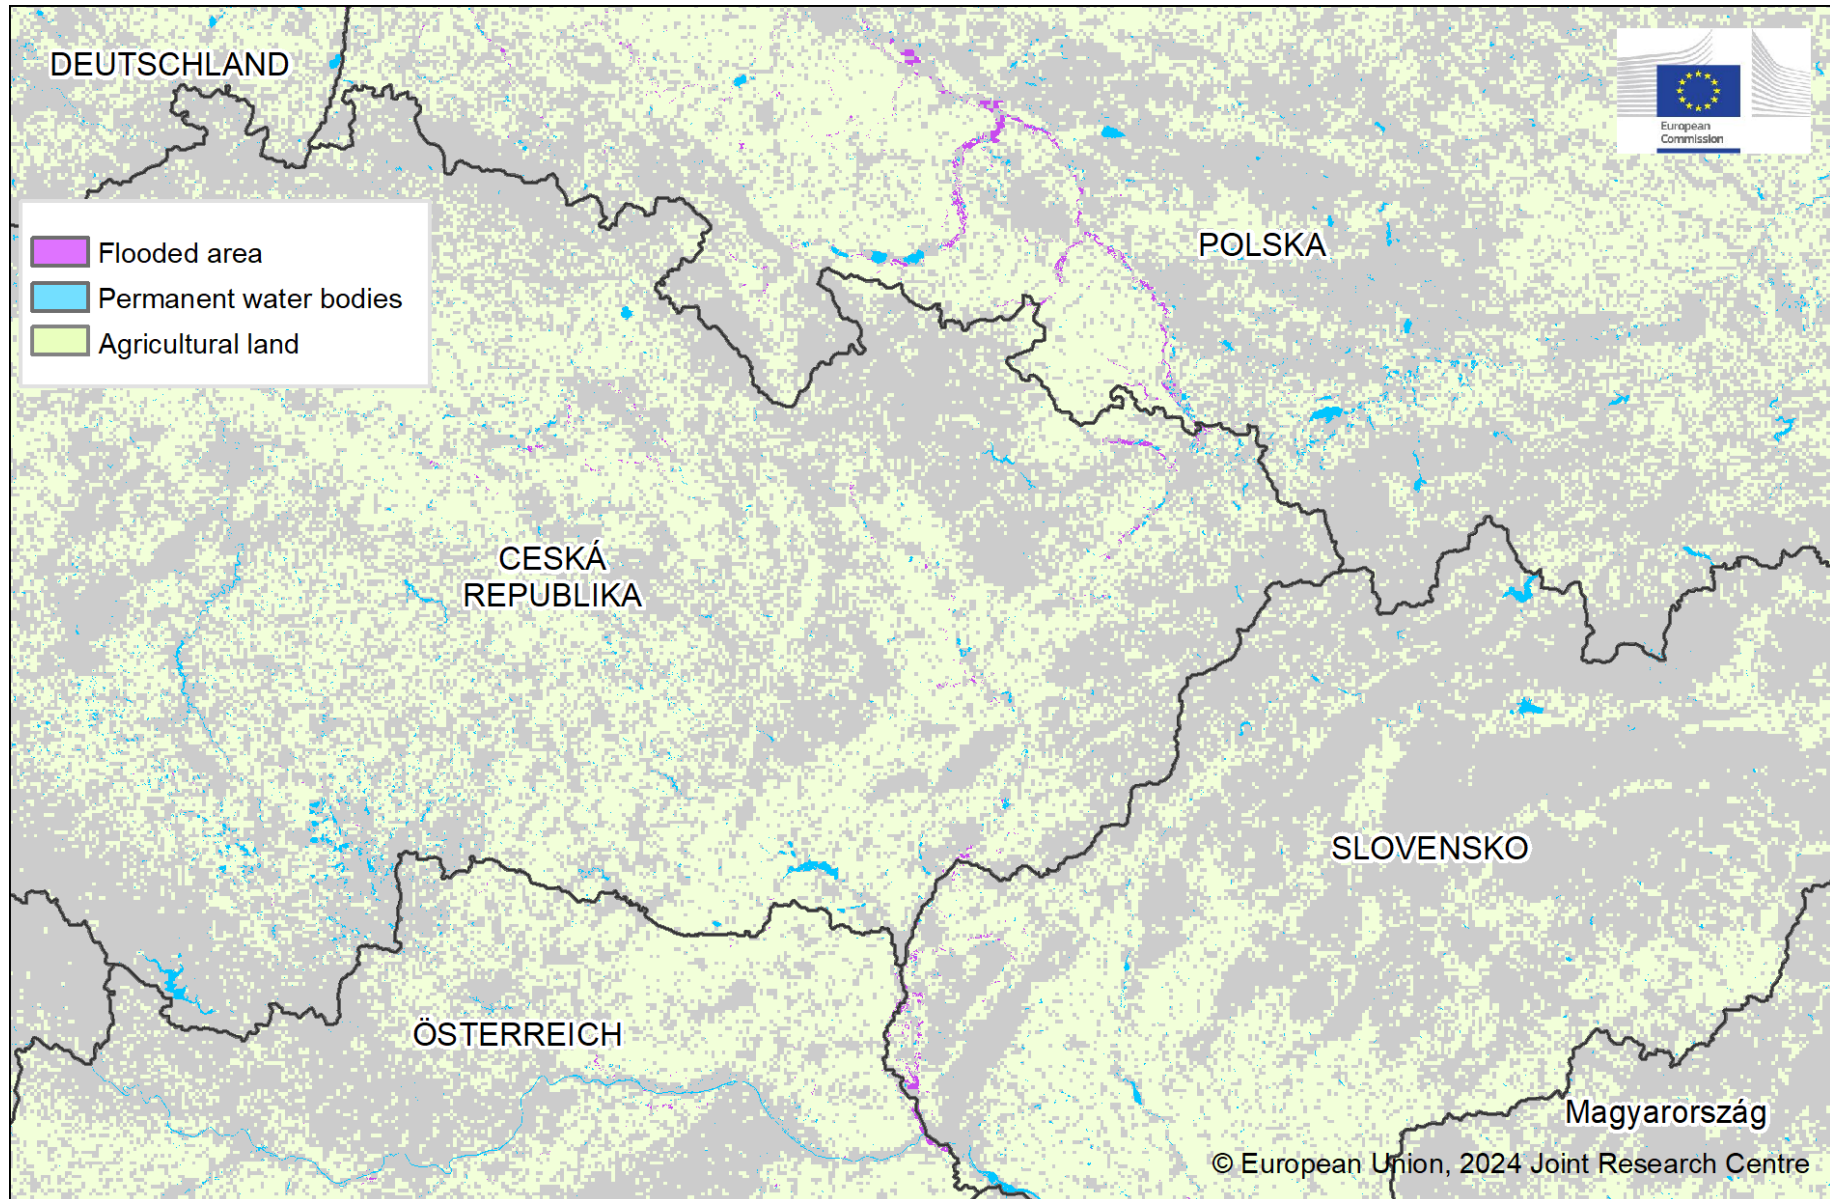 DEUTSCHLAND
European
Commission
Flooded area
Permanent water bodies
Agricultural land
POLSKA
CESKÁ
REPUBLIKA
SLOVENSKO
ÖSTERREICH
Magyarország
© European Union, 2024 Joint Research Centre